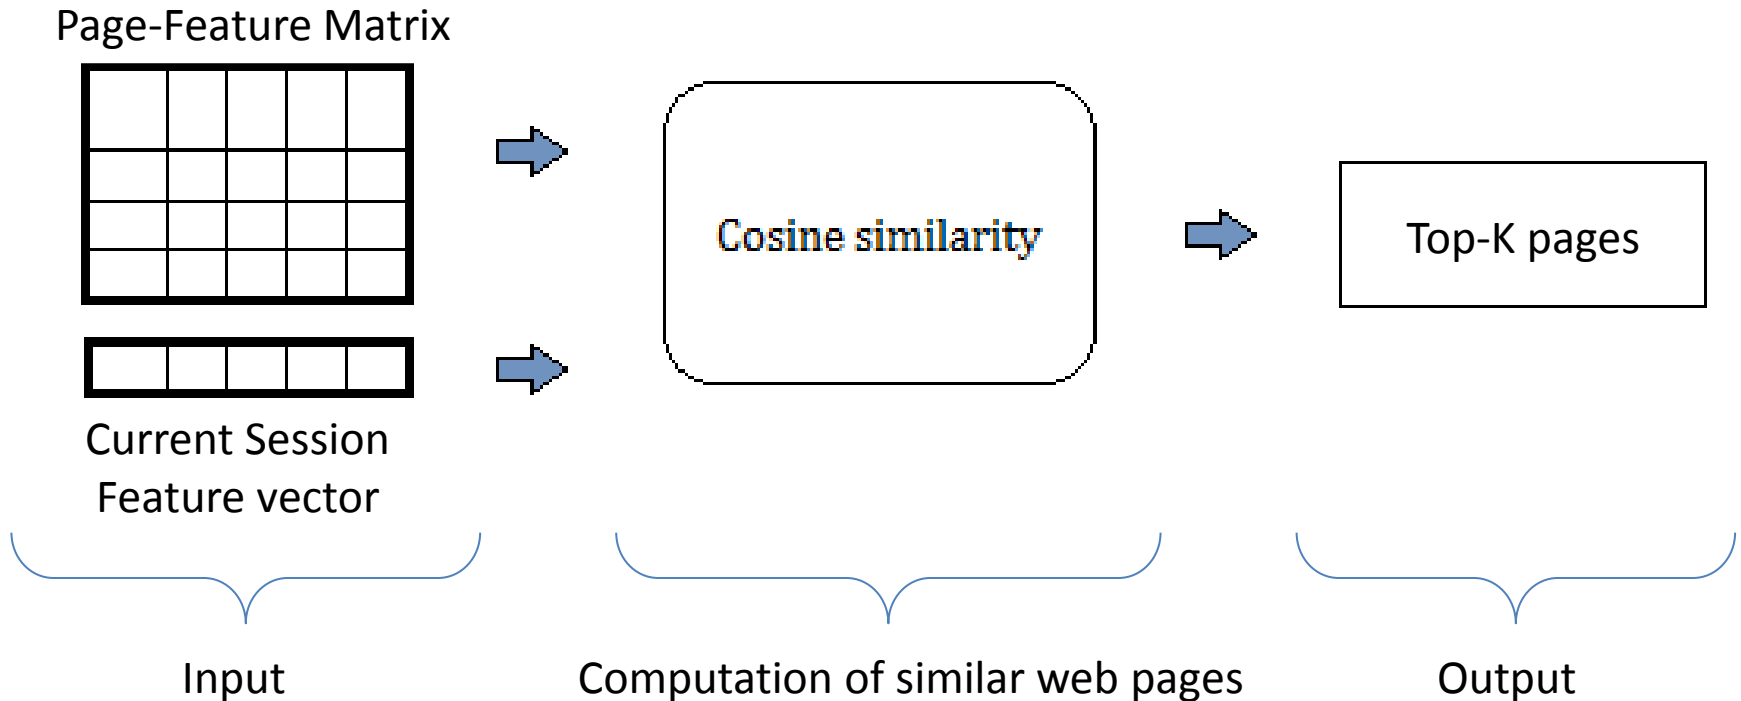 Page-Feature Matrix
Cosine similarity
Top-K pages
Current Session
Feature vector
Input
Computation of similar web pages
Output